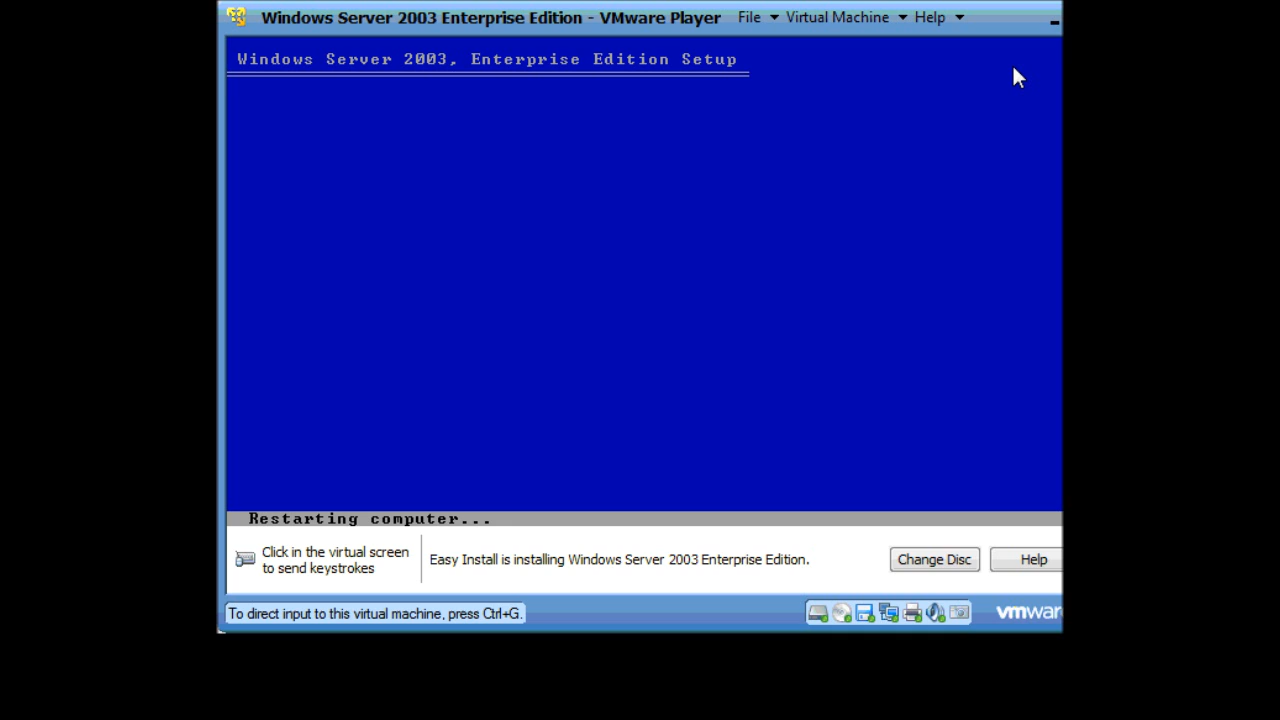 Windows Server 2003 Enterprise Edition - VMware Player File Virtual Machine Help
Windows Server 2003, Enterprise Edition Setup
Restarting computer...
Click in the virtual screen
to send keystrokes
Easy Install is installing Windows Server 2003 Enterprise Edition.
Change Disc
Help
To direct input to this virtual machine, press Ctrl+G.
vmwar